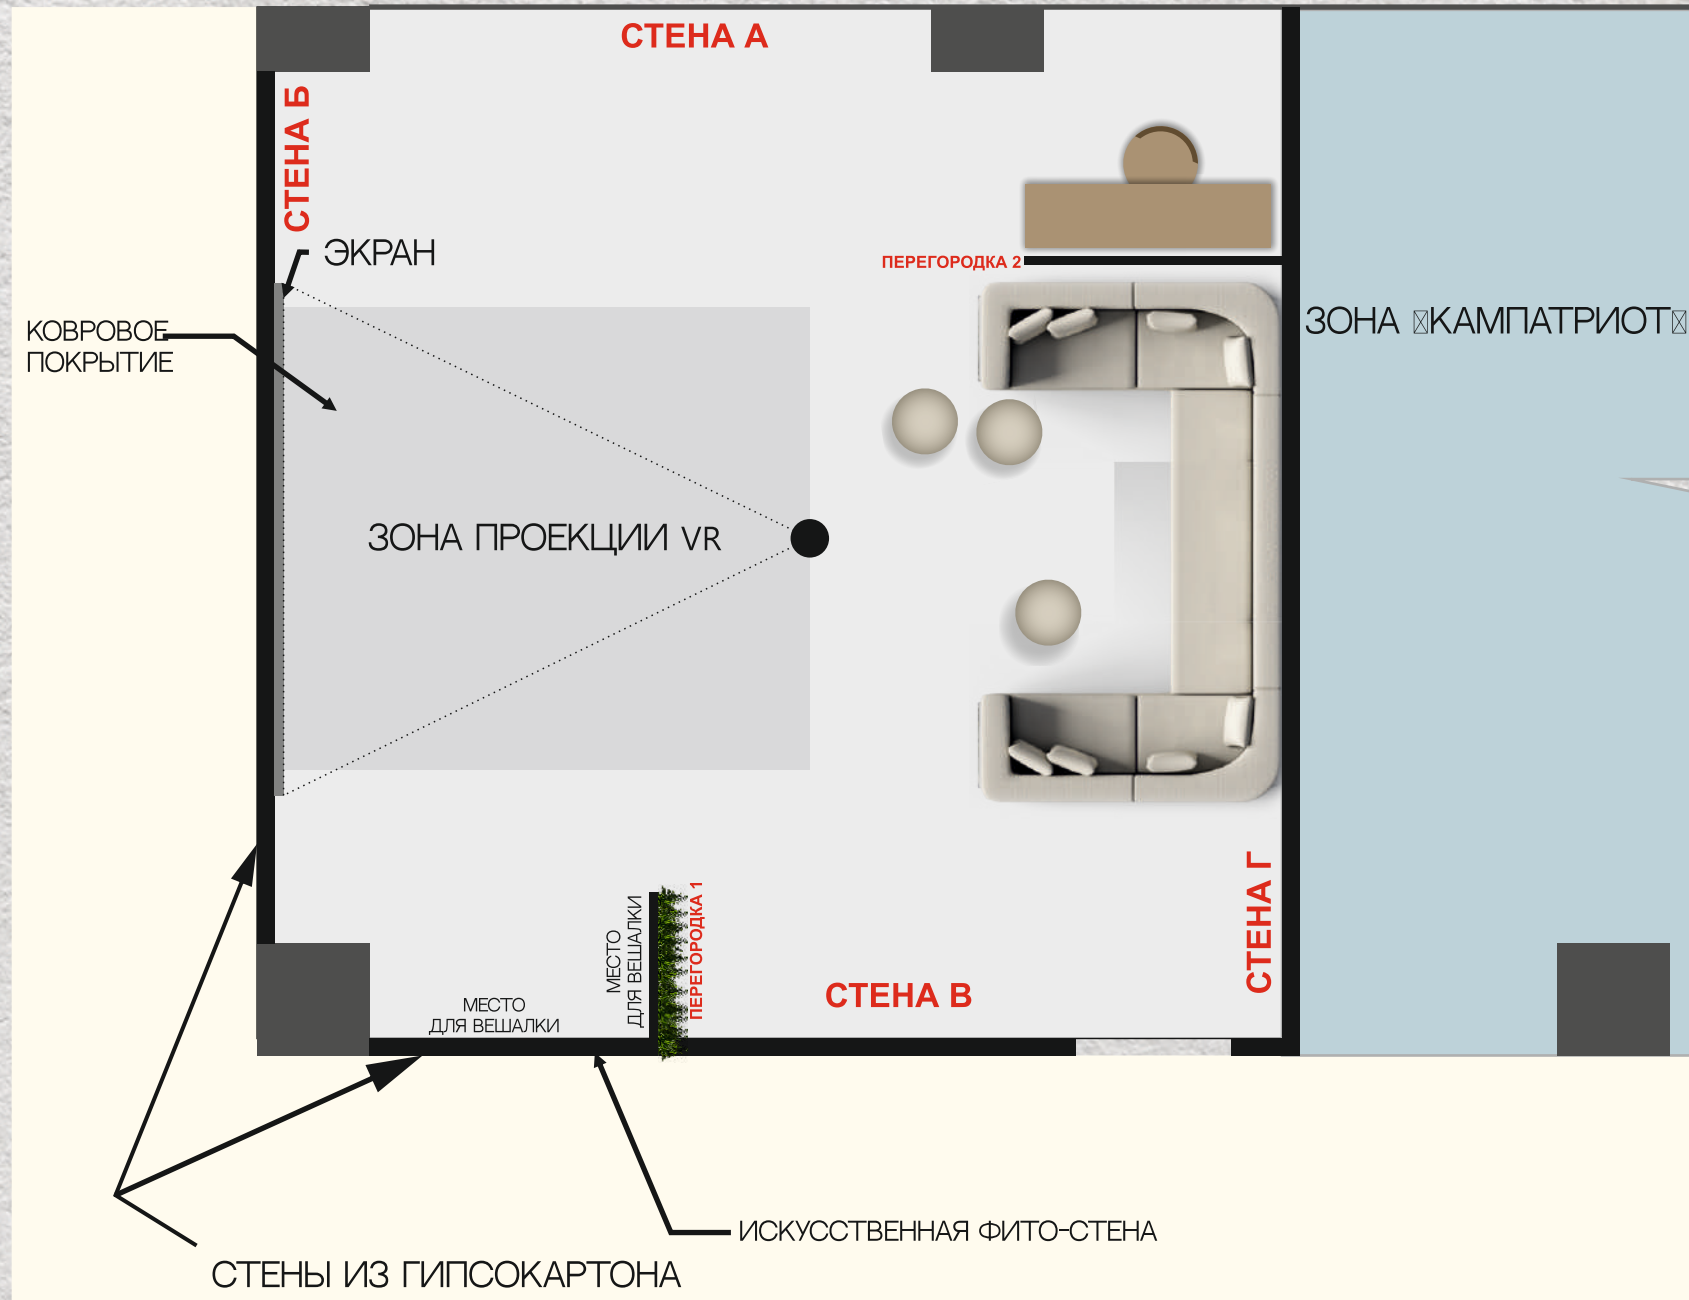 СТЕНА А
СТЕНА Б
ЭКРАН
ПЕРЕГОРОДКА 2
КОВРОВОЕ
ПОКРЫТИЕ
ЗОНА КАМПАТРИОТ
ЗОНА ПРОЕКЦИИ VR
СТЕНА Г
МЕСТО
ДЛЯ ВЕШАЛКИ
ПЕРЕГОРОДКА 1
СТЕНА В
МЕСТО
ДЛЯ ВЕШАЛКИ
ИСКУССТВЕННАЯ ФИТО-СТЕНА
СТЕНЫ ИЗ ГИПСОКАРТОНА